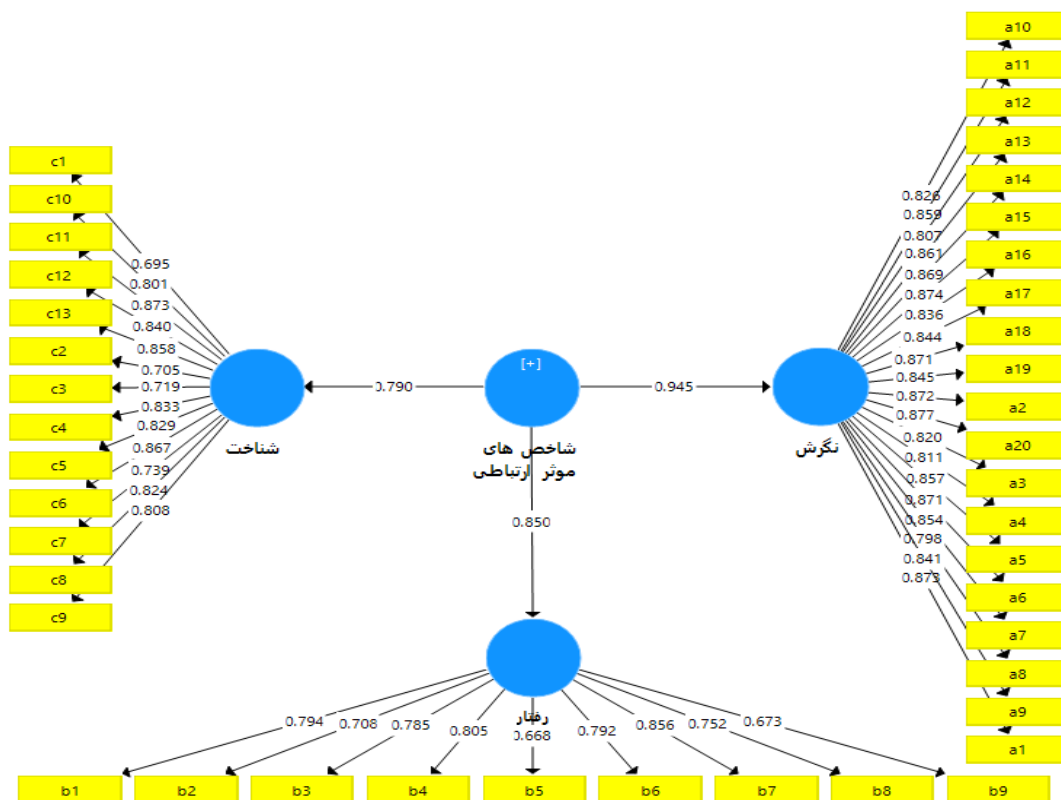 a10
a11
a12
a13
a14
a15
a16
a17
a18
a19
a2
a20
a3
a4
a5
a6
a7
a8
a9
a1
0.826
0.859
0.807
0.861
0.869
0.874
0.836
0.844
0.871
0.845
0.872
0.877
0.820
0.811
0.857
0.871
0.854
0.798
0.841
0.873
نگرش
0.945
[+]
شاخص های
موثر ارتباطی
0.790
شناخت
c1
c10
c11
c12
c13
c2
c3
c4
c5
c6
c7
c8
c9
0.695
0.801
0.873
0.840
0.858
0.705
0.719
0.833
0.829
0.867
0.739
0.824
0.808
0.850
رفتار
0.794
0.708
0.785
0.805
0.668
0.792
0.856
0.752
0.673
b1
b2
b3
b4
b5
b6
b7
b8
b9